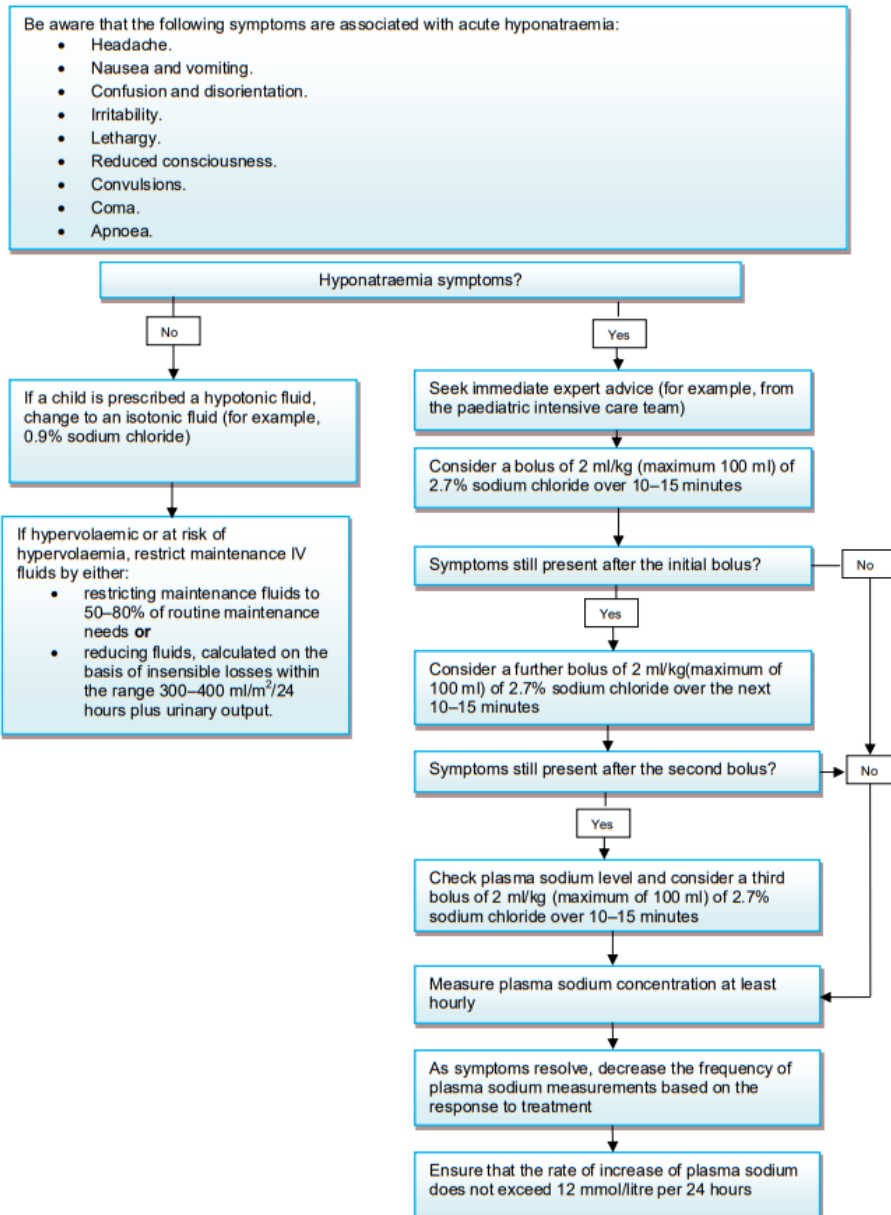 Be aware that the following symptoms are associated with acute hyponatraemia:
• Headache.
• Nausea and vomiting.
• Confusion and disorientation.
• Irritability.
• Lethargy.
• Reduced consciousness.
• Convulsions.
• Coma.
• Apnoea.
Hyponatraemia symptoms?
No
If a child is prescribed a hypotonic fluid,
change to an isotonic fluid (for example,
0.9% sodium chloride)
If hypervolaemic or at risk of
hypervolaemia, restrict maintenance IV
fluids by either:
• restricting maintenance fluids to
50–80% of routine maintenance
needs or
• reducing fluids, calculated on the
basis of insensible losses within
the range 300–400 ml/m²/24
hours plus urinary output.
Yes
Seek immediate expert advice (for example, from
the paediatric intensive care team)
Consider a bolus of 2 ml/kg (maximum 100 ml) of
2.7% sodium chloride over 10–15 minutes
Symptoms still present after the initial bolus?
No
Yes
Consider a further bolus of 2 ml/kg(maximum of
100 ml) of 2.7% sodium chloride over the next
10–15 minutes
Symptoms still present after the second bolus?
No
Yes
Check plasma sodium level and consider a third
bolus of 2 ml/kg (maximum of 100 ml) of 2.7%
sodium chloride over 10–15 minutes
Measure plasma sodium concentration at least
hourly
As symptoms resolve, decrease the frequency of
plasma sodium measurements based on the
response to treatment
Ensure that the rate of increase of plasma sodium
does not exceed 12 mmol/litre per 24 hours